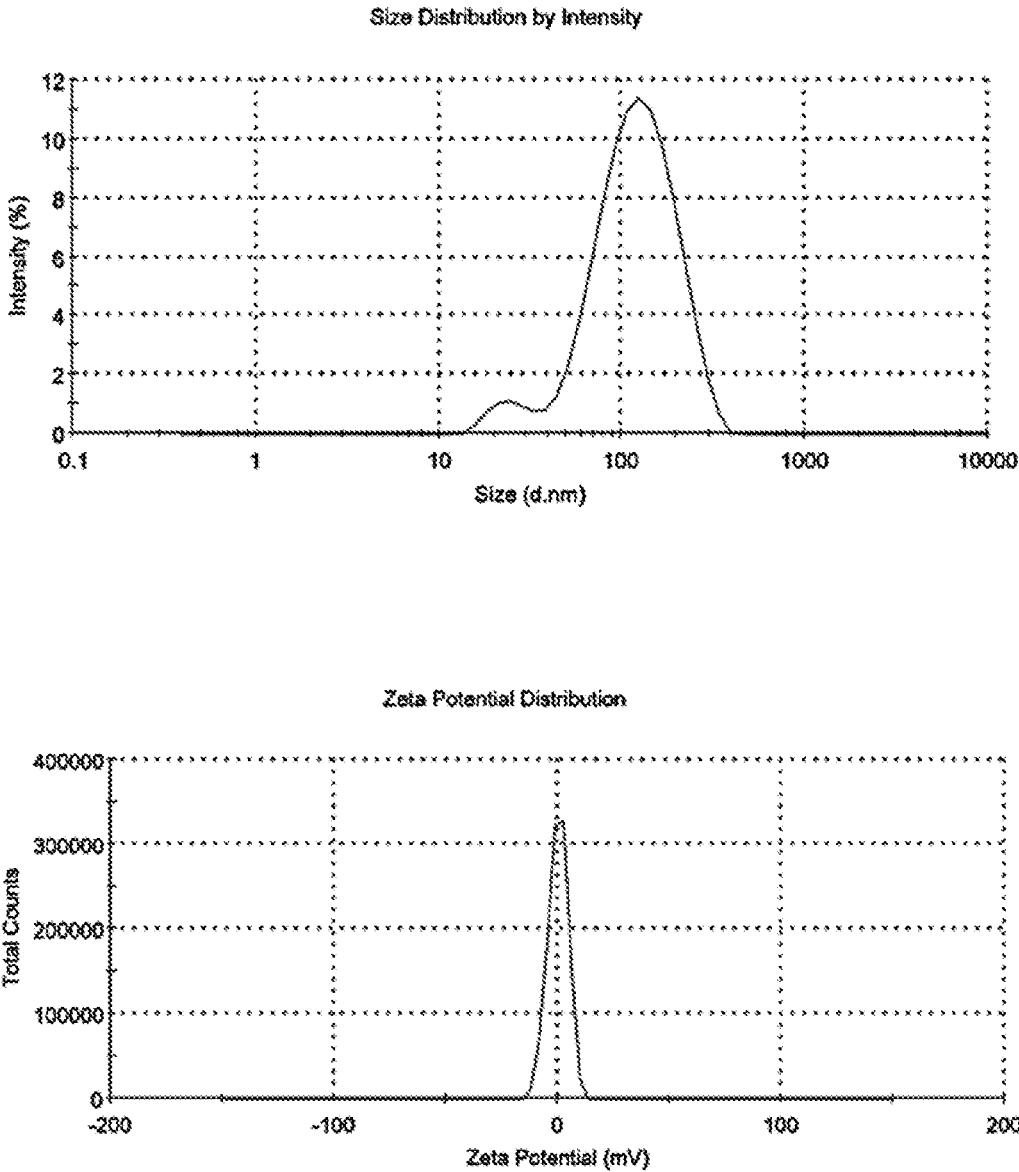 Size Distribution by Intensity
12
10
8
6
4
2
0
Intensity (%)
0.1 1 10 100 1000 10000
Size (d.nm)
Zeta Potential Distribution
400000
300000
200000
100000
0
Total Counts
-200 -100 0 100 200
Zeta Potential (mV)